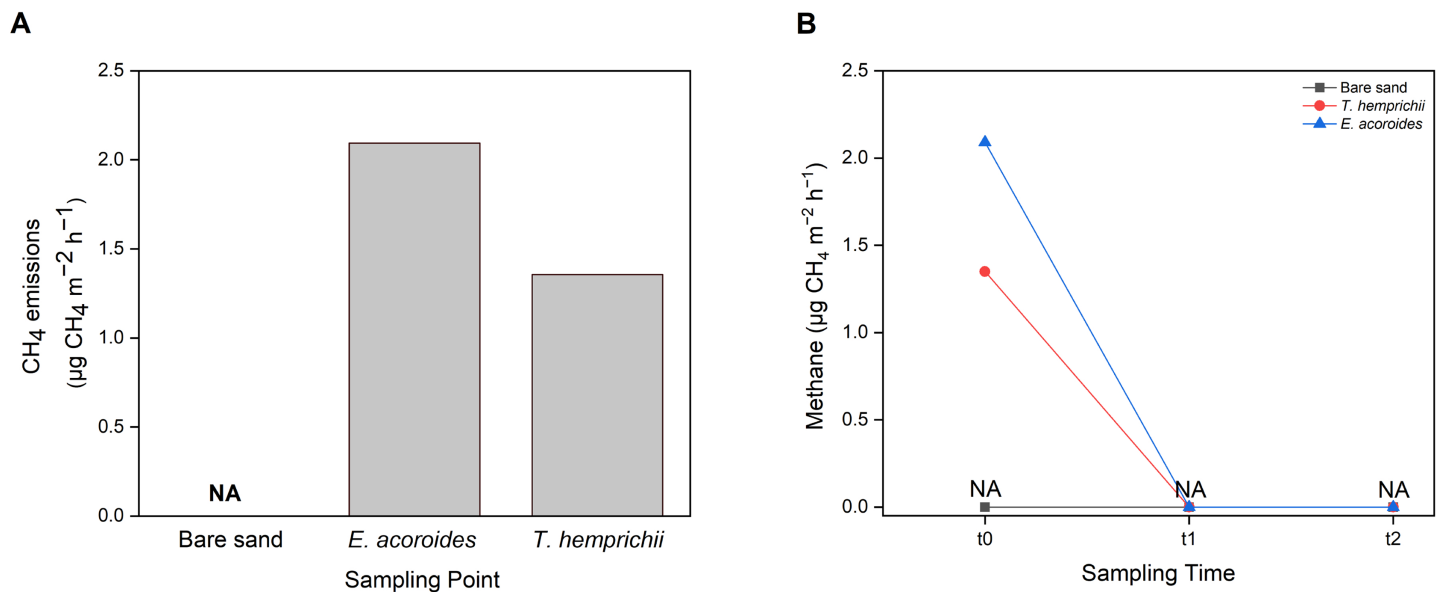 A
CH₄ emissions
(µg CH₄ m⁻² h⁻¹)
2.5
2.0
1.5
1.0
0.5
0.0
NA
Bare sand E. acoroides T. hemprichii
Sampling Point
B
Methane (µg CH₄ m⁻² h⁻¹)
2.5
2.0
1.5
1.0
0.5
0.0
Bare sand
T. hemprichii
E. acoroides
NA NA NA
t0 t1 t2
Sampling Time